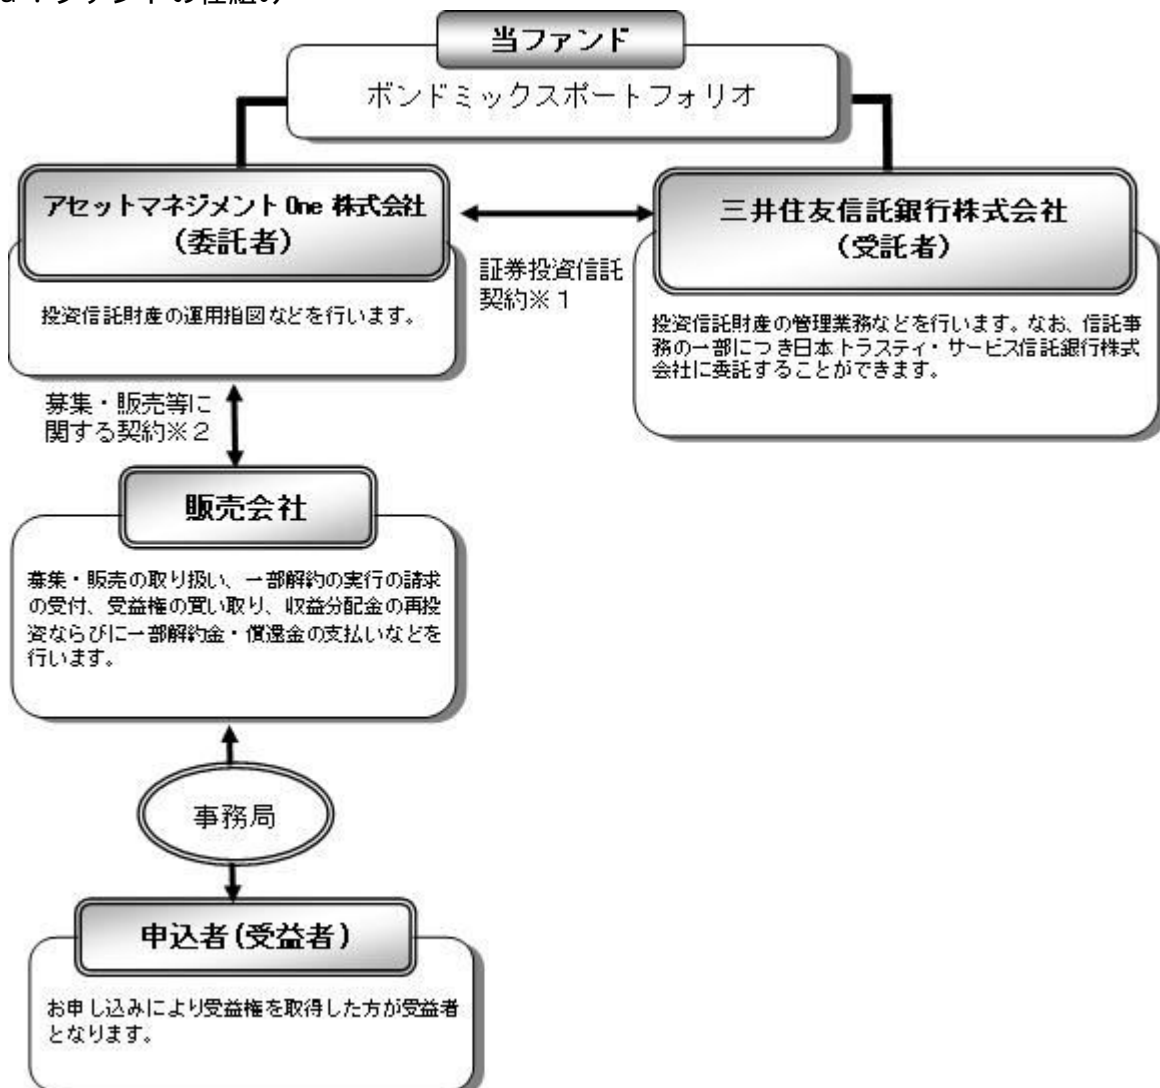 ｄ．ファンドの仕組み
当ファンド
ボンドミックスポートフォリオ
アセットマネジメント One 株式会社
（委託者）
投資信託財産の運用指図などを行います。
証券投資信託
契約※１
三井住友信託銀行株式会社
（受託者）
投資信託財産の管理業務などを行います。なお、信託事
務の一部につき日本トラスティ・サービス信託銀行株式
会社に委託することができます。
募集・販売等に
関する契約※２
販売会社
募集・販売の取り扱い、一部解約の実行の請求
の受付、受益権の買い取り、収益分配金の再投
資ならびに一部解約金・償還金の支払いなどを
行います。
事務局
申込者(受益者)
お申し込みにより受益権を取得した方が受益者
となります。